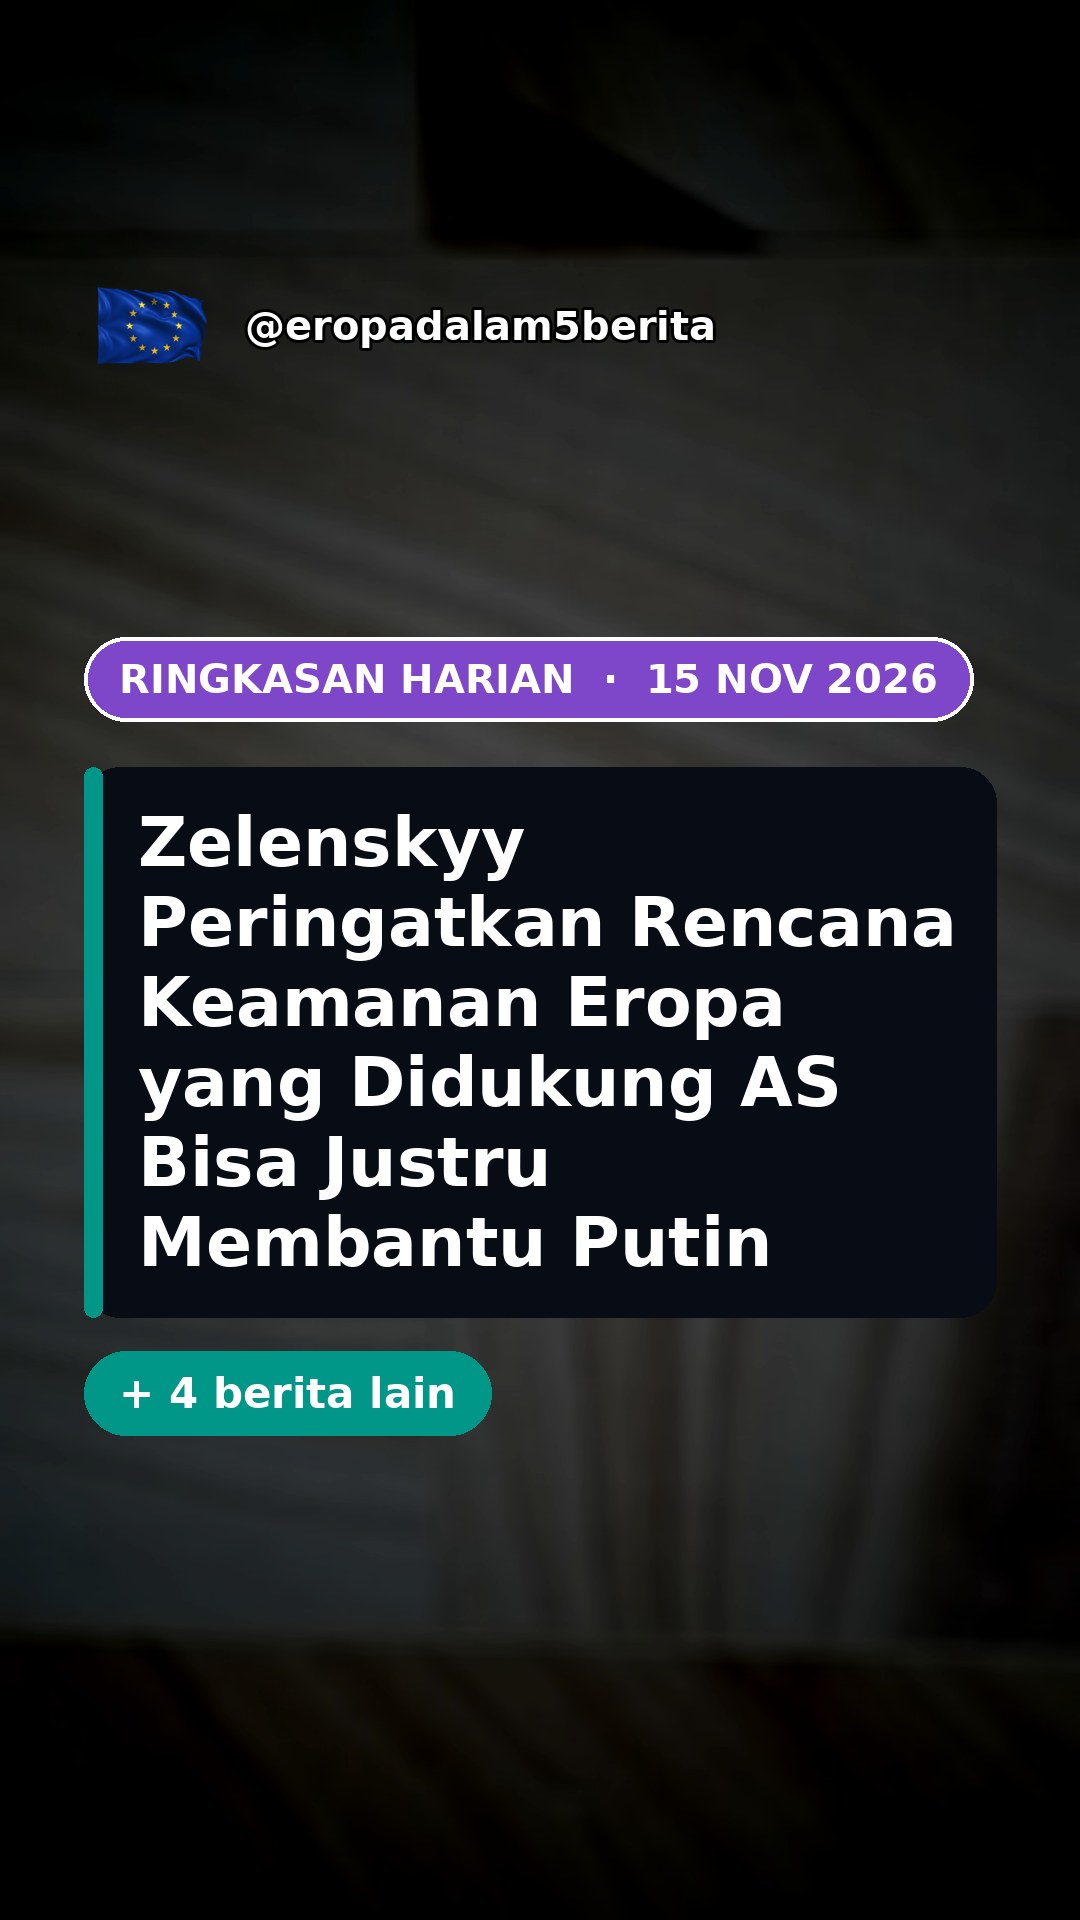 @eropadalam5berita
RINGKASAN HARIAN · 15 NOV 2026
Zelenskyy
Peringatkan Rencana
Keamanan Eropa
yang Didukung AS
Bisa Justru
Membantu Putin
+ 4 berita lain